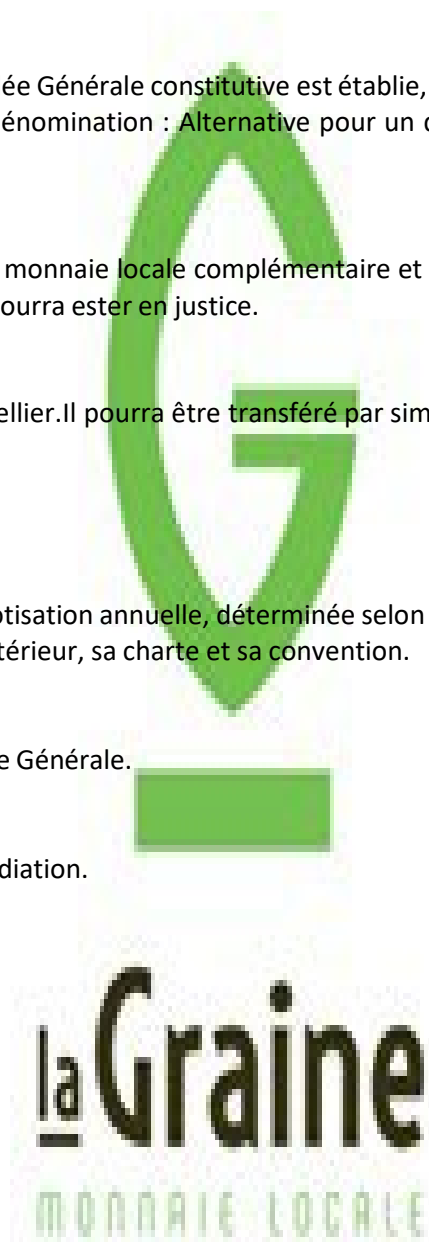 ée Générale constitutive est établie,
énomination : Alternative pour un
monnaie locale complémentaire et
ourra ester en justice.
ellier.Il pourra être transféré par sim
otisation annuelle, déterminée selon
térieur, sa charte et sa convention.
e Générale.
diation.
la Graine
MONNAIE LOCALE